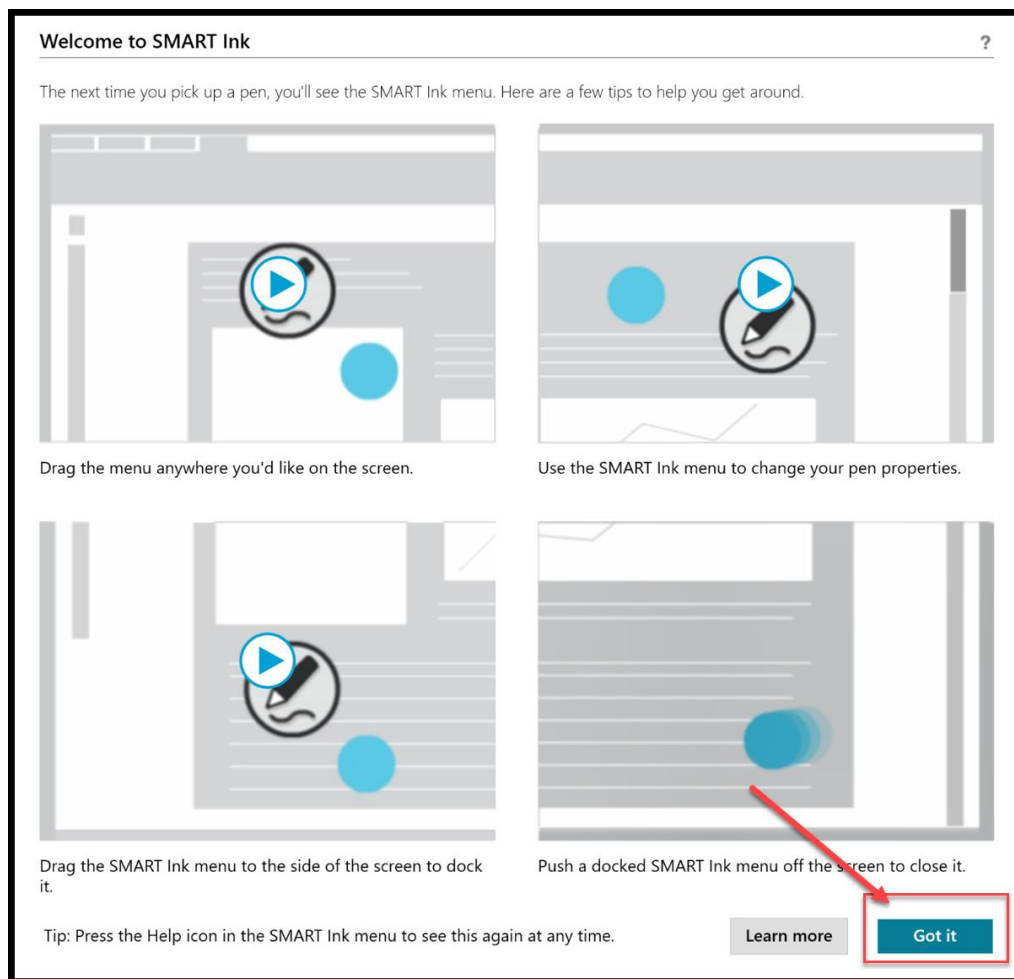 Welcome to SMART Ink
?
The next time you pick up a pen, you'll see the SMART Ink menu. Here are a few tips to help you get around.
Drag the menu anywhere you'd like on the screen.
Use the SMART Ink menu to change your pen properties.
Drag the SMART Ink menu to the side of the screen to dock
it.
Push a docked SMART Ink menu off the screen to close it.
Tip: Press the Help icon in the SMART Ink menu to see this again at any time.
Learn more
Got it